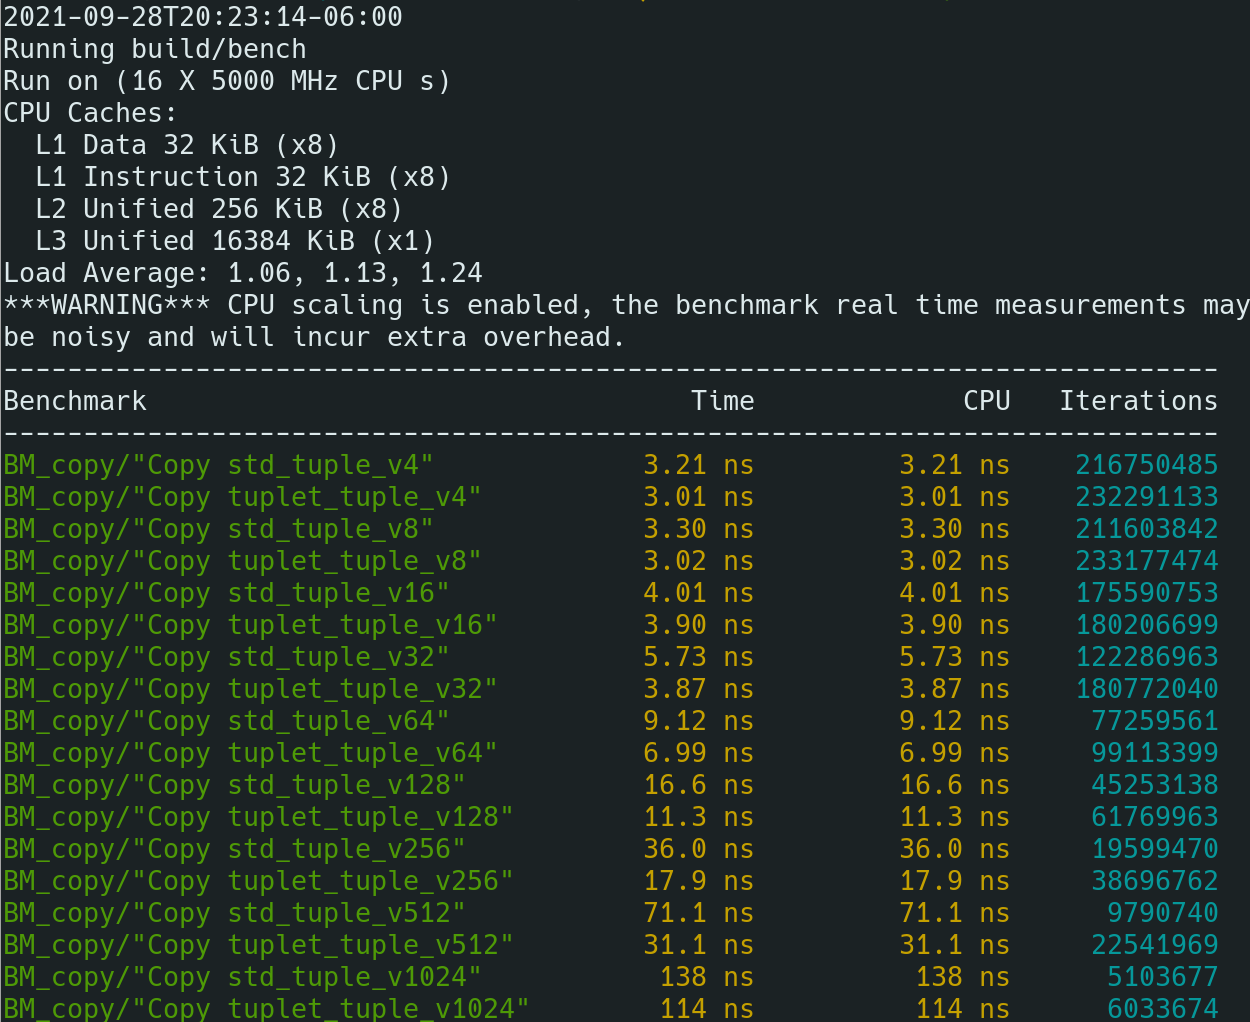 2021-09-28T20:23:14-06:00
Running build/bench
Run on (16 X 5000 MHz CPU s)
CPU Caches:
  L1 Data 32 KiB (x8)
  L1 Instruction 32 KiB (x8)
  L2 Unified 256 KiB (x8)
  L3 Unified 16384 KiB (x1)
Load Average: 1.06, 1.13, 1.24
***WARNING*** CPU scaling is enabled, the benchmark real time measurements may
be noisy and will incur extra overhead.
----------------------------------------------------------------------------
Benchmark                                  Time             CPU   Iterations
----------------------------------------------------------------------------
BM_copy/"Copy std_tuple_v4"             3.21 ns         3.21 ns    216750485
BM_copy/"Copy tuplet_tuple_v4"          3.01 ns         3.01 ns    232291133
BM_copy/"Copy std_tuple_v8"             3.30 ns         3.30 ns    211603842
BM_copy/"Copy tuplet_tuple_v8"          3.02 ns         3.02 ns    233177474
BM_copy/"Copy std_tuple_v16"            4.01 ns         4.01 ns    175590753
BM_copy/"Copy tuplet_tuple_v16"         3.90 ns         3.90 ns    180206699
BM_copy/"Copy std_tuple_v32"            5.73 ns         5.73 ns    122286963
BM_copy/"Copy tuplet_tuple_v32"         3.87 ns         3.87 ns    180772040
BM_copy/"Copy std_tuple_v64"            9.12 ns         9.12 ns     77259561
BM_copy/"Copy tuplet_tuple_v64"         6.99 ns         6.99 ns     99113399
BM_copy/"Copy std_tuple_v128"           16.6 ns         16.6 ns     45253138
BM_copy/"Copy tuplet_tuple_v128"        11.3 ns         11.3 ns     61769963
BM_copy/"Copy std_tuple_v256"           36.0 ns         36.0 ns     19599470
BM_copy/"Copy tuplet_tuple_v256"        17.9 ns         17.9 ns     38696762
BM_copy/"Copy std_tuple_v512"           71.1 ns         71.1 ns      9790740
BM_copy/"Copy tuplet_tuple_v512"        31.1 ns         31.1 ns     22541969
BM_copy/"Copy std_tuple_v1024"           138 ns          138 ns      5103677
BM_copy/"Copy tuplet_tuple_v1024"        114 ns          114 ns      6033674